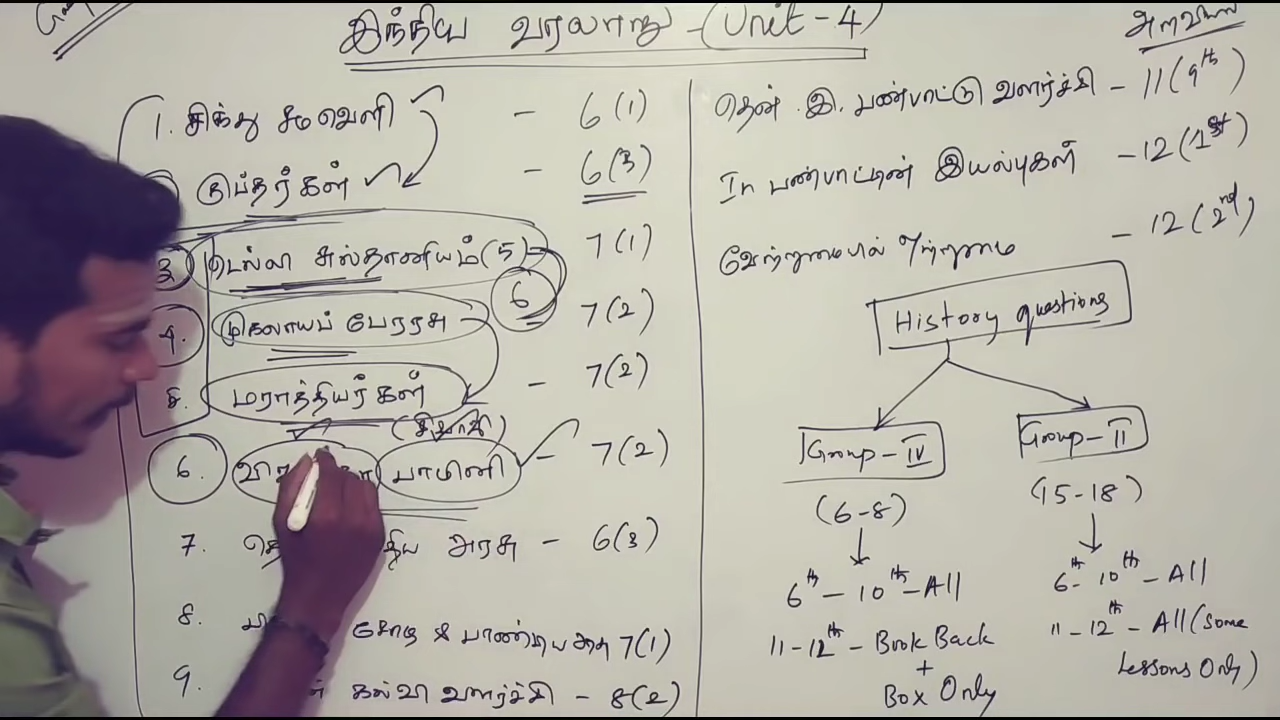 இந்திய வரலாறு - (Unit - 4)
1. சிந்து சமவெளி - 6 (1)
குப்தர்கள் - 6 (3)
3. டெல்லி சுல்தானியம் (5) - 7 (1)
6
4. முகலாயப் பேரரசு - 7 (2)
5. மராத்தியர்கள் - 7 (2)
(சிவாஜி)
6. பாமினி - 7 (2)
7. அரசு - 6 (3)
8. சோழ & பாண்டியகள் 7 (1)
9. கல்வி வளர்ச்சி - 8 (2)
தென் . இ. பண்பாட்டு வளர்ச்சி - 11 (9th)
In பண்பாட்டின் இயல்புகள் - 12 (1st)
வேற்றுமையில் ஒற்றுமை - 12 (2nd)
History questions
Group - IV
Group - II
(6-8)
(15-18)
6th - 10th - All
6th - 10th - All
11-12th - Book Back
+
Box Only
11-12th - All (Some
Lessons Only)